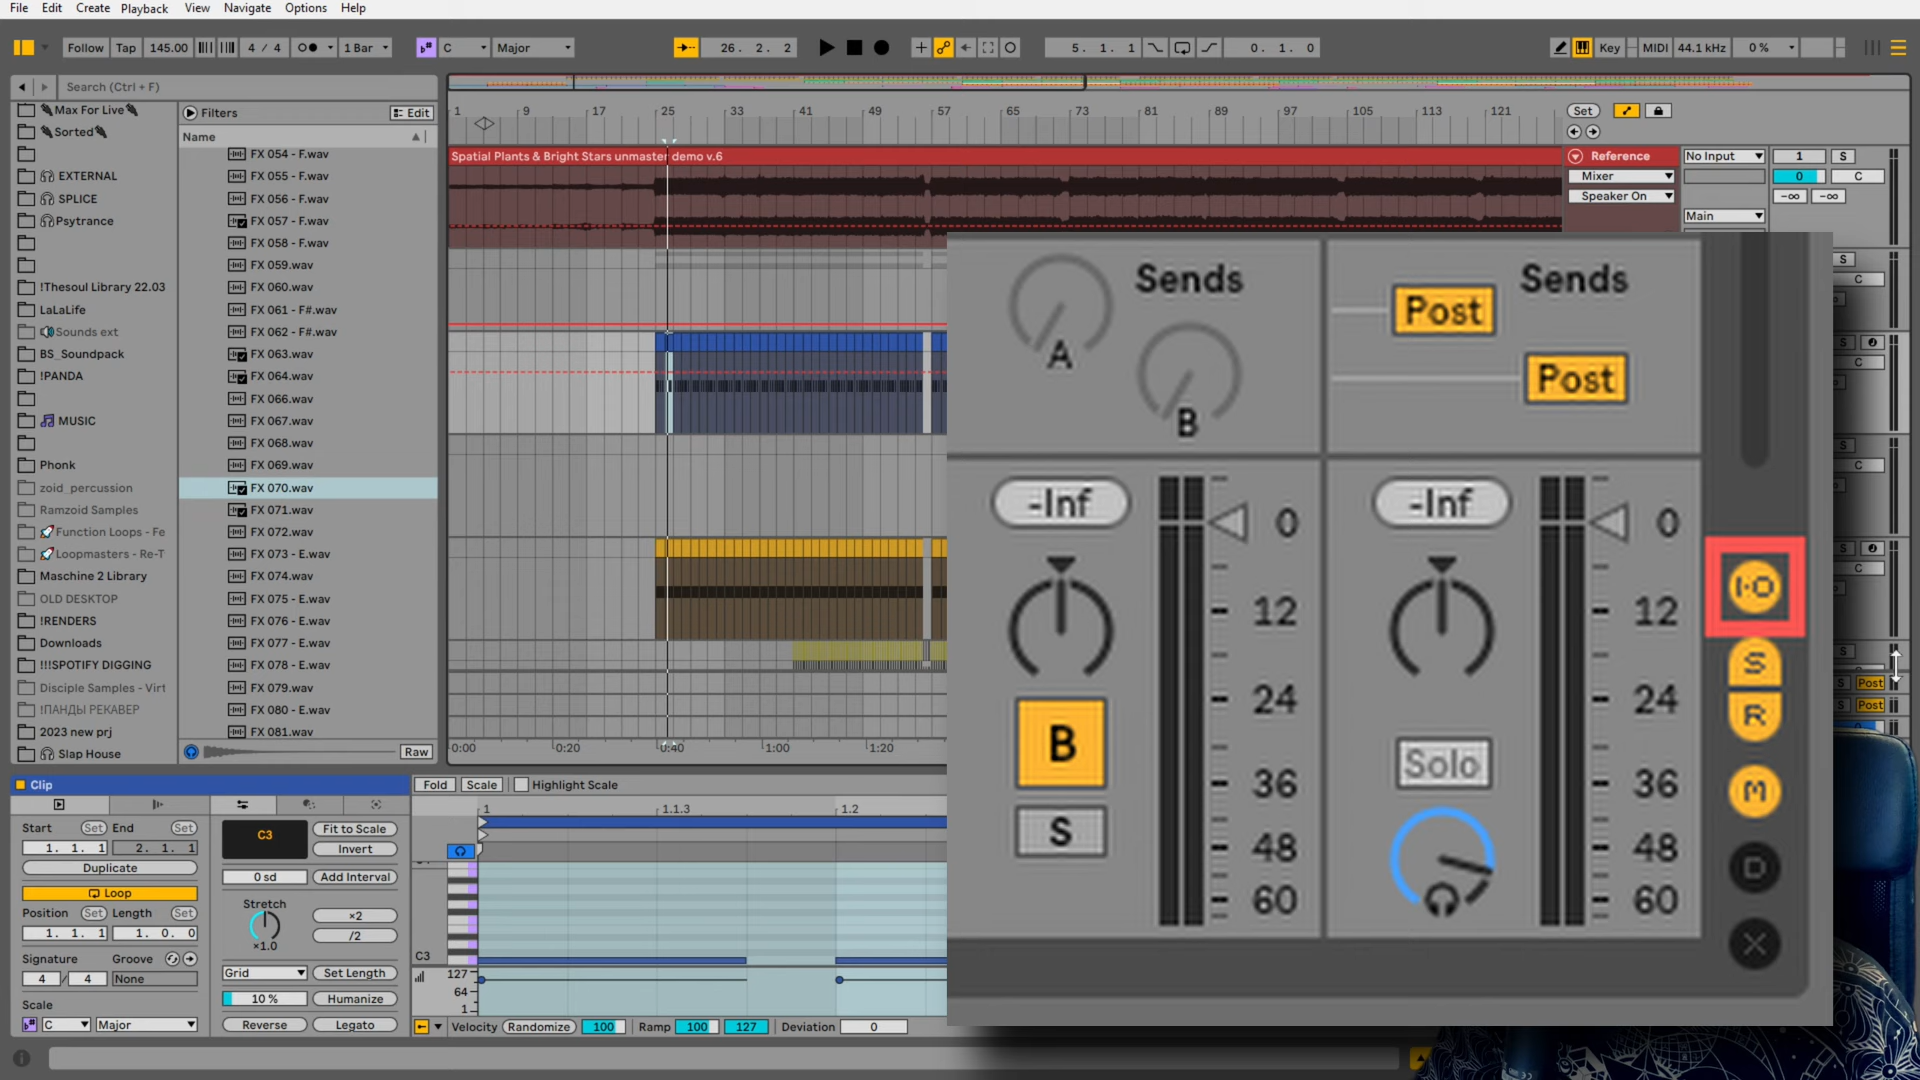 File Edit Create Playback View Navigate Options Help
Follow Tap 145.00 4 / 4 1 Bar C Major 26. 2. 2 5. 1. 1 0. 1. 0 Key MIDI 44.1 kHz 0 %
Search (Ctrl + F)
Max For Live
Sorted
EXTERNAL
SPLICE
Psytrance
!Thesoul Library 22.03
LaLaLife
Sounds ext
BS_Soundpack
!PANDA
MUSIC
Phonk
zoid_percussion
Ramzoid Samples
Function Loops - Fe
Loopmasters - Re-T
Maschine 2 Library
OLD DESKTOP
!RENDERS
Downloads
!!!SPOTIFY DIGGING
Disciple Samples - Virt
!ПАНДЫ РЕКАВЕР
2023 new prj
Slap House
Filters Edit
Name
FX 054 - F.wav
FX 055 - F.wav
FX 056 - F.wav
FX 057 - F.wav
FX 058 - F.wav
FX 059.wav
FX 060.wav
FX 061 - F#.wav
FX 062 - F#.wav
FX 063.wav
FX 064.wav
FX 066.wav
FX 067.wav
FX 068.wav
FX 069.wav
FX 070.wav
FX 071.wav
FX 072.wav
FX 073 - E.wav
FX 074.wav
FX 075 - E.wav
FX 076 - E.wav
FX 077 - E.wav
FX 078 - E.wav
FX 079.wav
FX 080 - E.wav
FX 081.wav
Raw
1 9 17 25 33 41 49 57 65 73 81 89 97 105 113 121
Set
Spatial Plants & Bright Stars unmaster demo v.6
Reference No Input 1 S
Mixer 0 C
Speaker On -∞ -∞
Main
0:00 0:20 0:40 1:00 1:20
Sends Sends
A B
Post
Post
-Inf -Inf
0 12 24 36 48 60
0 12 24 36 48 60
B
S
Solo
I·O
S
R
M
D
S
C
S
C
S
C
S
C
S
S Post
S Post
Clip
Start Set End Set
1. 1. 1 2. 1. 1
Duplicate
Loop
Position Set Length Set
1. 1. 1 1. 0. 0
Signature Groove
4 / 4 None
Scale
C Major
C3
Fit to Scale
Invert
0 sd Add Interval
Stretch
×2
/2
×1.0
Grid Set Length
10 % Humanize
Reverse Legato
Fold Scale Highlight Scale
1 1.1.3 1.2
C3
127
64
1
Velocity Randomize 100 Ramp 100 127 Deviation 0